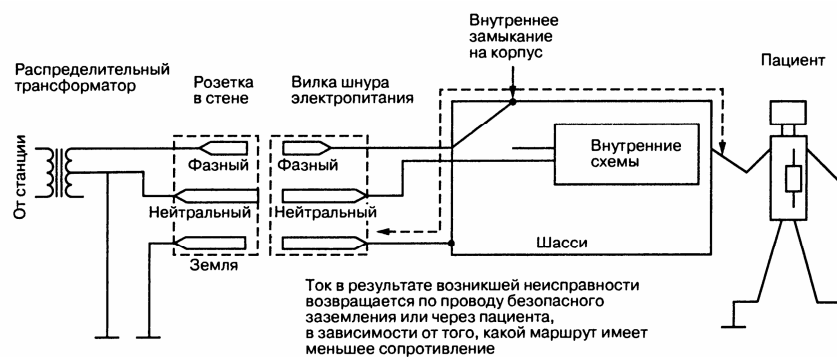 Внутреннее
замыкание
на корпус
Пациент
Распределительный
трансформатор
Розетка
в стене
Вилка шнура
электропитания
От станции
Фазный
Фазный
Внутренние
схемы
Нейтральный
Нейтральный
Шасси
Земля
Ток в результате возникшей неисправности
возвращается по проводу безопасного
заземления или через пациента,
в зависимости от того, какой маршрут имеет
меньшее сопротивление